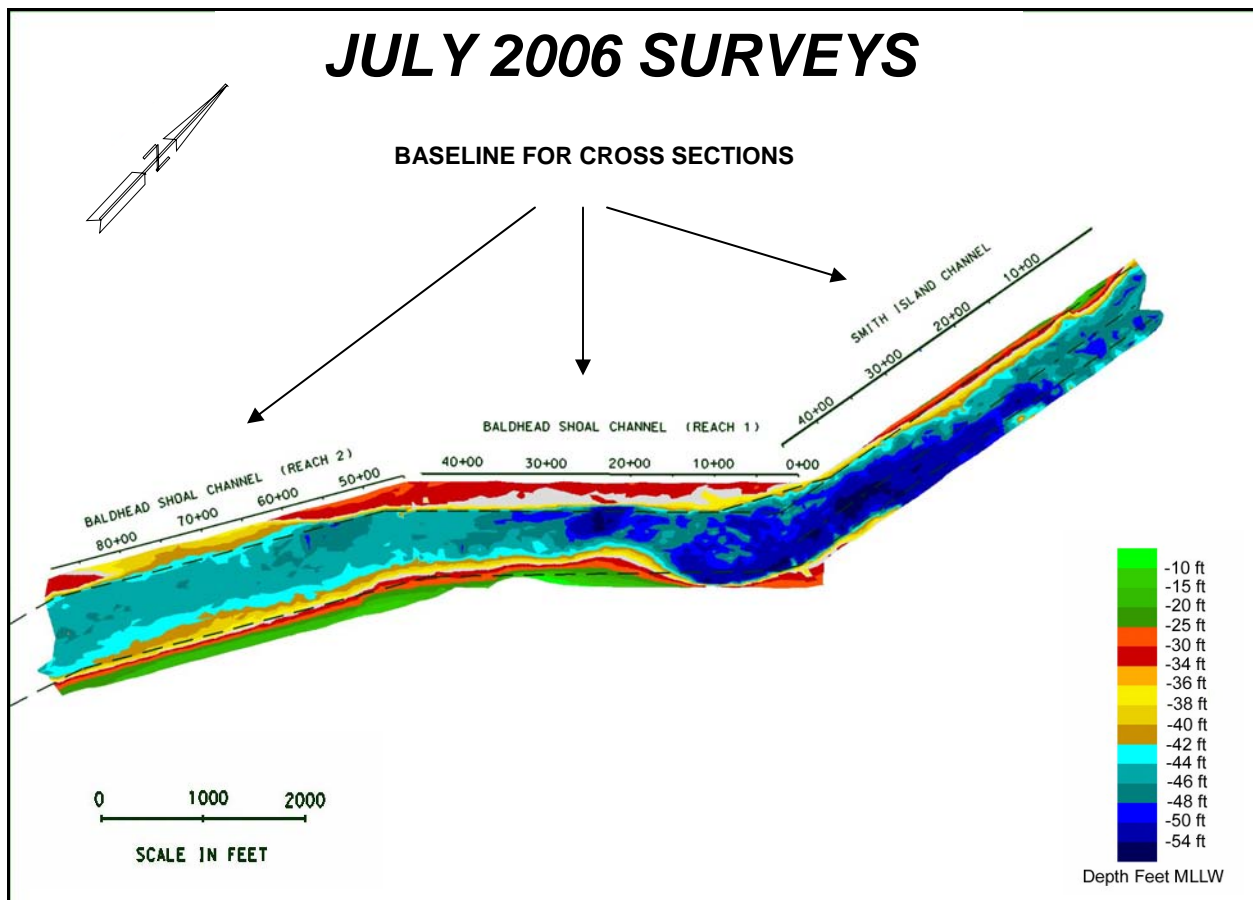 JULY 2006 SURVEYS
N
BASELINE FOR CROSS SECTIONS
SMITH ISLAND CHANNEL
10+00
20+00
30+00
40+00
BALDHEAD SHOAL CHANNEL (REACH 1)
40+00 30+00 20+00 10+00 0+00
BALDHEAD SHOAL CHANNEL (REACH 2)
80+00 70+00 60+00 50+00
-10 ft
-15 ft
-20 ft
-25 ft
-30 ft
-34 ft
-36 ft
-38 ft
-40 ft
-42 ft
-44 ft
-46 ft
-48 ft
-50 ft
-54 ft
Depth Feet MLLW
0 1000 2000
SCALE IN FEET